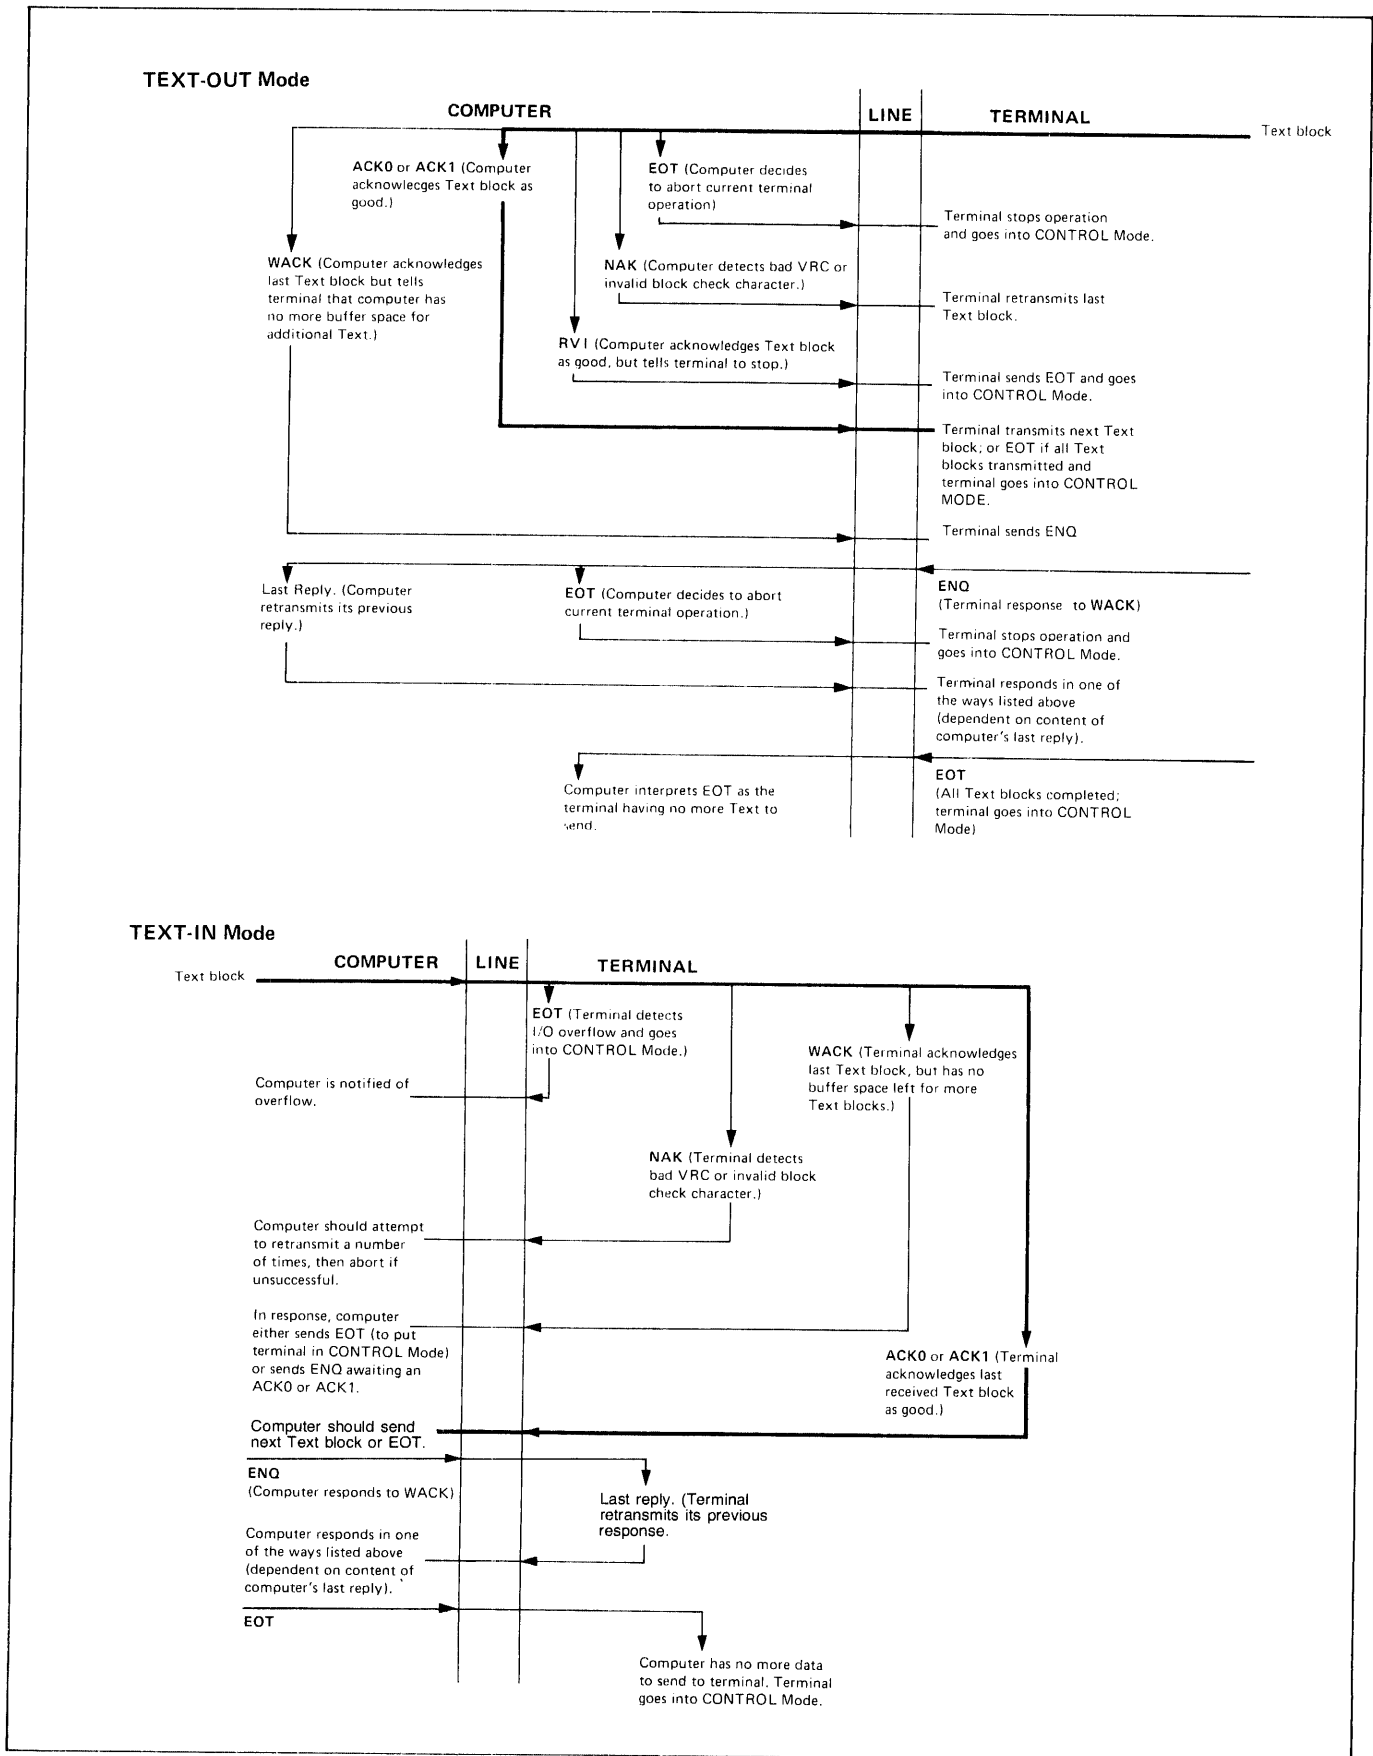 TEXT-OUT Mode
COMPUTER
LINE
TERMINAL
Text block
ACK0 or ACK1 (Computer
acknowlecges Text block as
good.)
EOT (Computer decides
to abort current terminal
operation)
Terminal stops operation
and goes into CONTROL Mode.
WACK (Computer acknowledges
last Text block but tells
terminal that computer has
no more buffer space for
additional Text.)
NAK (Computer detects bad VRC or
invalid block check character.)
Terminal retransmits last
Text block.
RVI (Computer acknowledges Text block
as good, but tells terminal to stop.)
Terminal sends EOT and goes
into CONTROL Mode.
Terminal transmits next Text
block; or EOT if all Text
blocks transmitted and
terminal goes into CONTROL
MODE.
Terminal sends ENQ
Last Reply. (Computer
retransmits its previous
reply.)
EOT (Computer decides to abort
current terminal operation.)
ENQ
(Terminal response to WACK)
Terminal stops operation and
goes into CONTROL Mode.
Terminal responds in one of
the ways listed above
(dependent on content of
computer's last reply).
EOT
(All Text blocks completed;
terminal goes into CONTROL
Mode)
Computer interprets EOT as the
terminal having no more Text to
send.
TEXT-IN Mode
COMPUTER
LINE
TERMINAL
Text block
EOT (Terminal detects
I/O overflow and goes
into CONTROL Mode.)
WACK (Terminal acknowledges
last Text block, but has no
buffer space left for more
Text blocks.)
Computer is notified of
overflow.
NAK (Terminal detects
bad VRC or invalid block
check character.)
Computer should attempt
to retransmit a number
of times, then abort if
unsuccessful.
In response, computer
either sends EOT (to put
terminal in CONTROL Mode)
or sends ENQ awaiting an
ACK0 or ACK1.
ACK0 or ACK1 (Terminal
acknowledges last
received Text block
as good.)
Computer should send
next Text block or EOT.
ENQ
(Computer responds to WACK)
Last reply. (Terminal
retransmits its previous
response.
Computer responds in one
of the ways listed above
(dependent on content of
computer's last reply).
EOT
Computer has no more data
to send to terminal. Terminal
goes into CONTROL Mode.